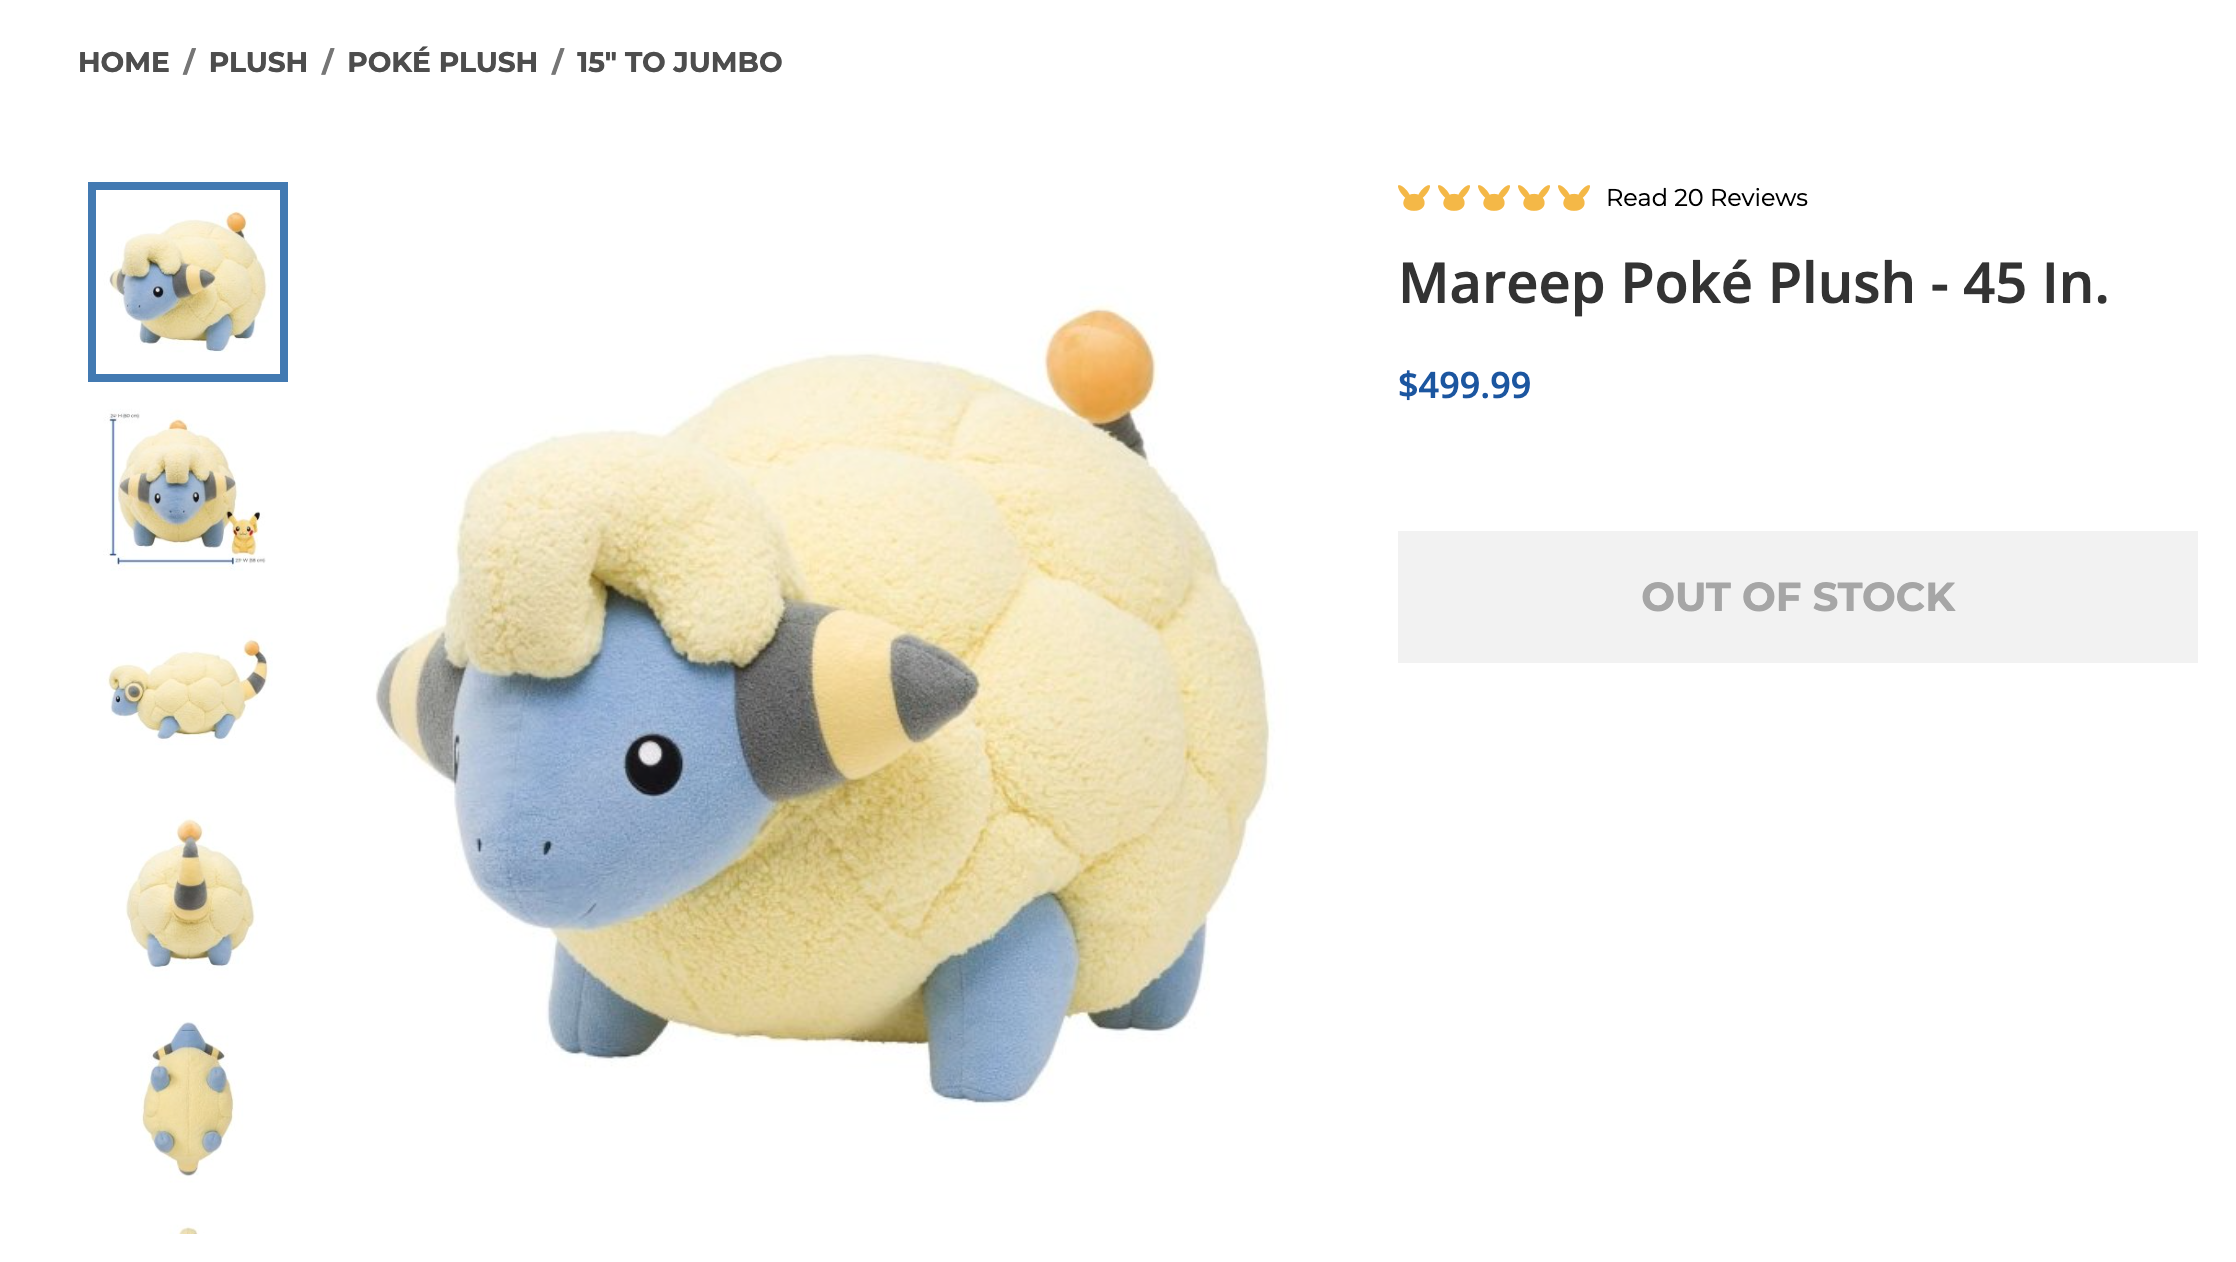 HOME / PLUSH / POKÉ PLUSH / 15" TO JUMBO
Read 20 Reviews
Mareep Poké Plush - 45 In.
$499.99
OUT OF STOCK